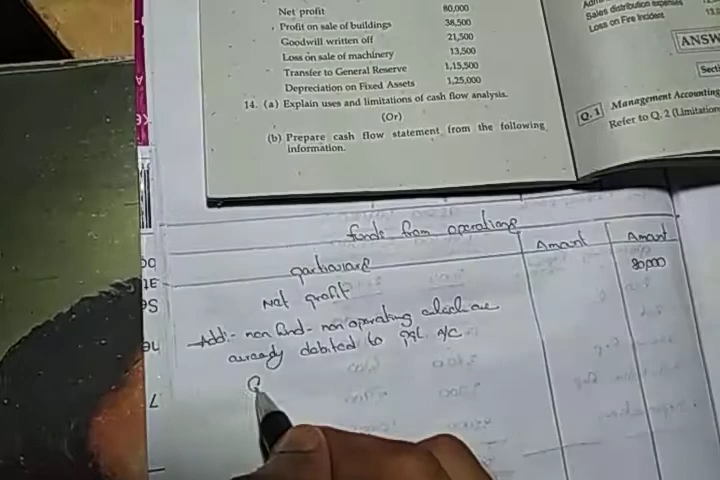 Net profit 80,000
Profit on sale of buildings 38,500
Goodwill written off 21,500
Loss on sale of machinery 13,500
Transfer to General Reserve 1,15,500
Depreciation on Fixed Assets 1,25,000
14. (a) Explain uses and limitations of cash flow analysis.
(Or)
(b) Prepare cash flow statement from the following
information.
Sales distribution expenses
Loss on Fire Incident
ANSW
Secti
Q.1 Management Accounting
Refer to Q. 2 (Limitation
funds from operations
Amount Amount
Net profit 80,000
Add:- non fund - non operating which are
already debited to P&L A/C
G